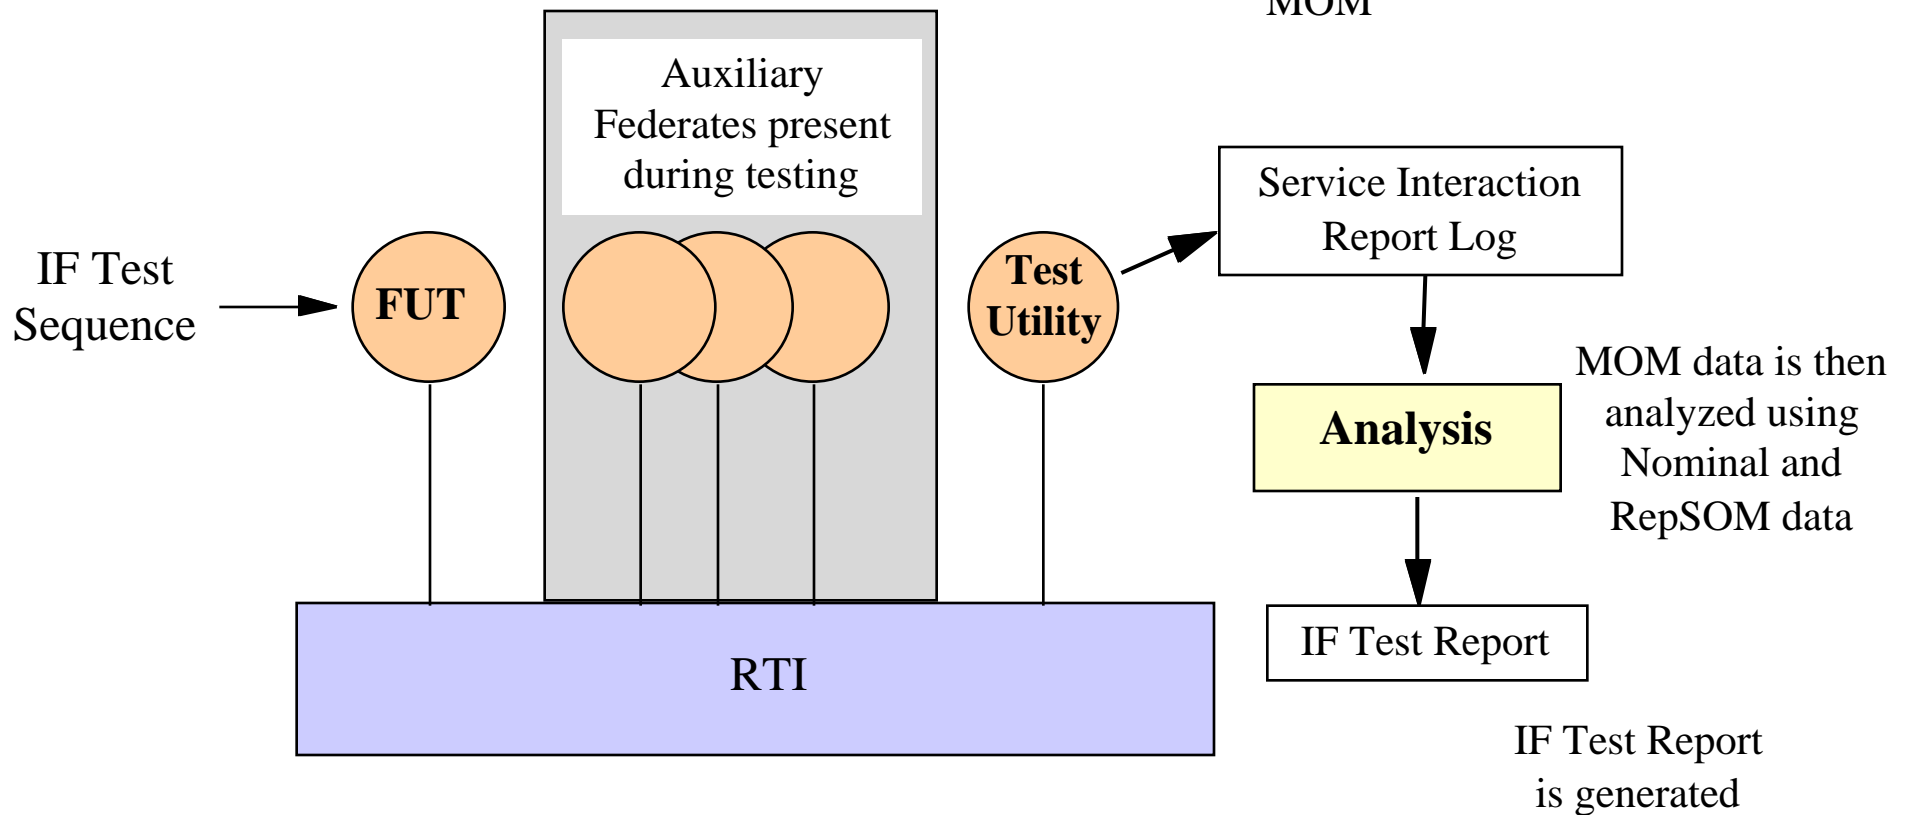 MOM
Auxiliary
Federates present
during testing
IF Test
Sequence
FUT
Test
Utility
Service Interaction
Report Log
MOM data is then
analyzed using
Nominal and
RepSOM data
Analysis
IF Test Report
RTI
IF Test Report
is generated